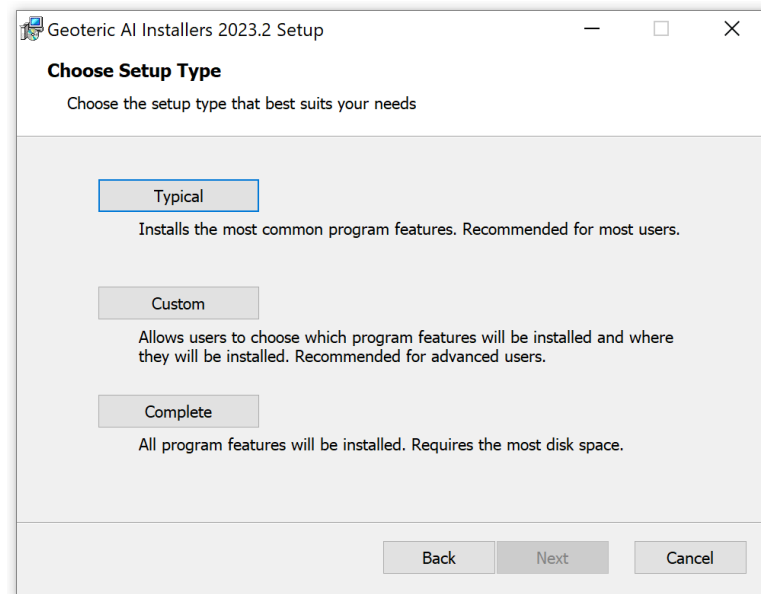 Geoteric AI Installers 2023.2 Setup
Choose Setup Type
Choose the setup type that best suits your needs
Typical
Installs the most common program features. Recommended for most users.
Custom
Allows users to choose which program features will be installed and where
they will be installed. Recommended for advanced users.
Complete
All program features will be installed. Requires the most disk space.
Back
Next
Cancel